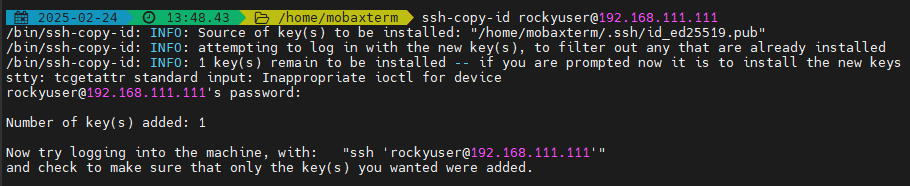 2025-02-24 13:48.43 /home/mobaxterm ssh-copy-id rockyuser@192.168.111.111
/bin/ssh-copy-id: INFO: Source of key(s) to be installed: "/home/mobaxterm/.ssh/id_ed25519.pub"
/bin/ssh-copy-id: INFO: attempting to log in with the new key(s), to filter out any that are already installed
/bin/ssh-copy-id: INFO: 1 key(s) remain to be installed -- if you are prompted now it is to install the new keys
stty: tcgetattr standard input: Inappropriate ioctl for device
rockyuser@192.168.111.111's password:
Number of key(s) added: 1
Now try logging into the machine, with:   "ssh 'rockyuser@192.168.111.111'"
and check to make sure that only the key(s) you wanted were added.